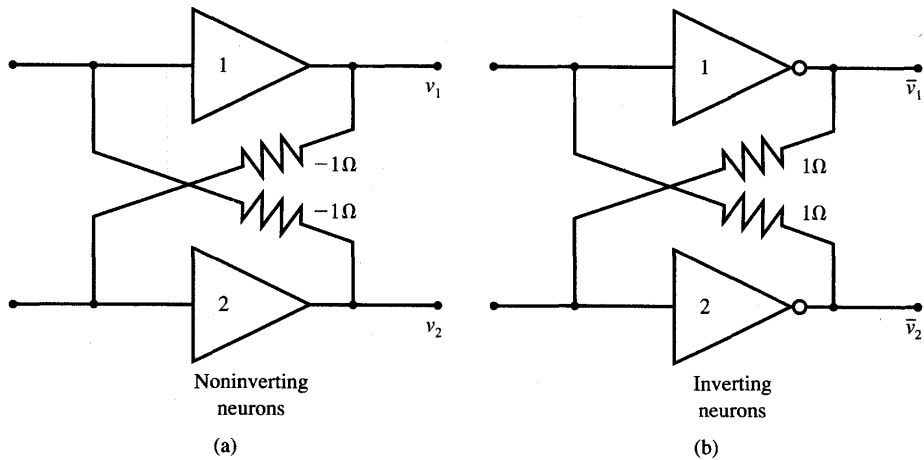 1
v₁
−1Ω
−1Ω
2
v₂
Noninverting
neurons
(a)
1
v̄₁
1Ω
1Ω
2
v̄₂
Inverting
neurons
(b)